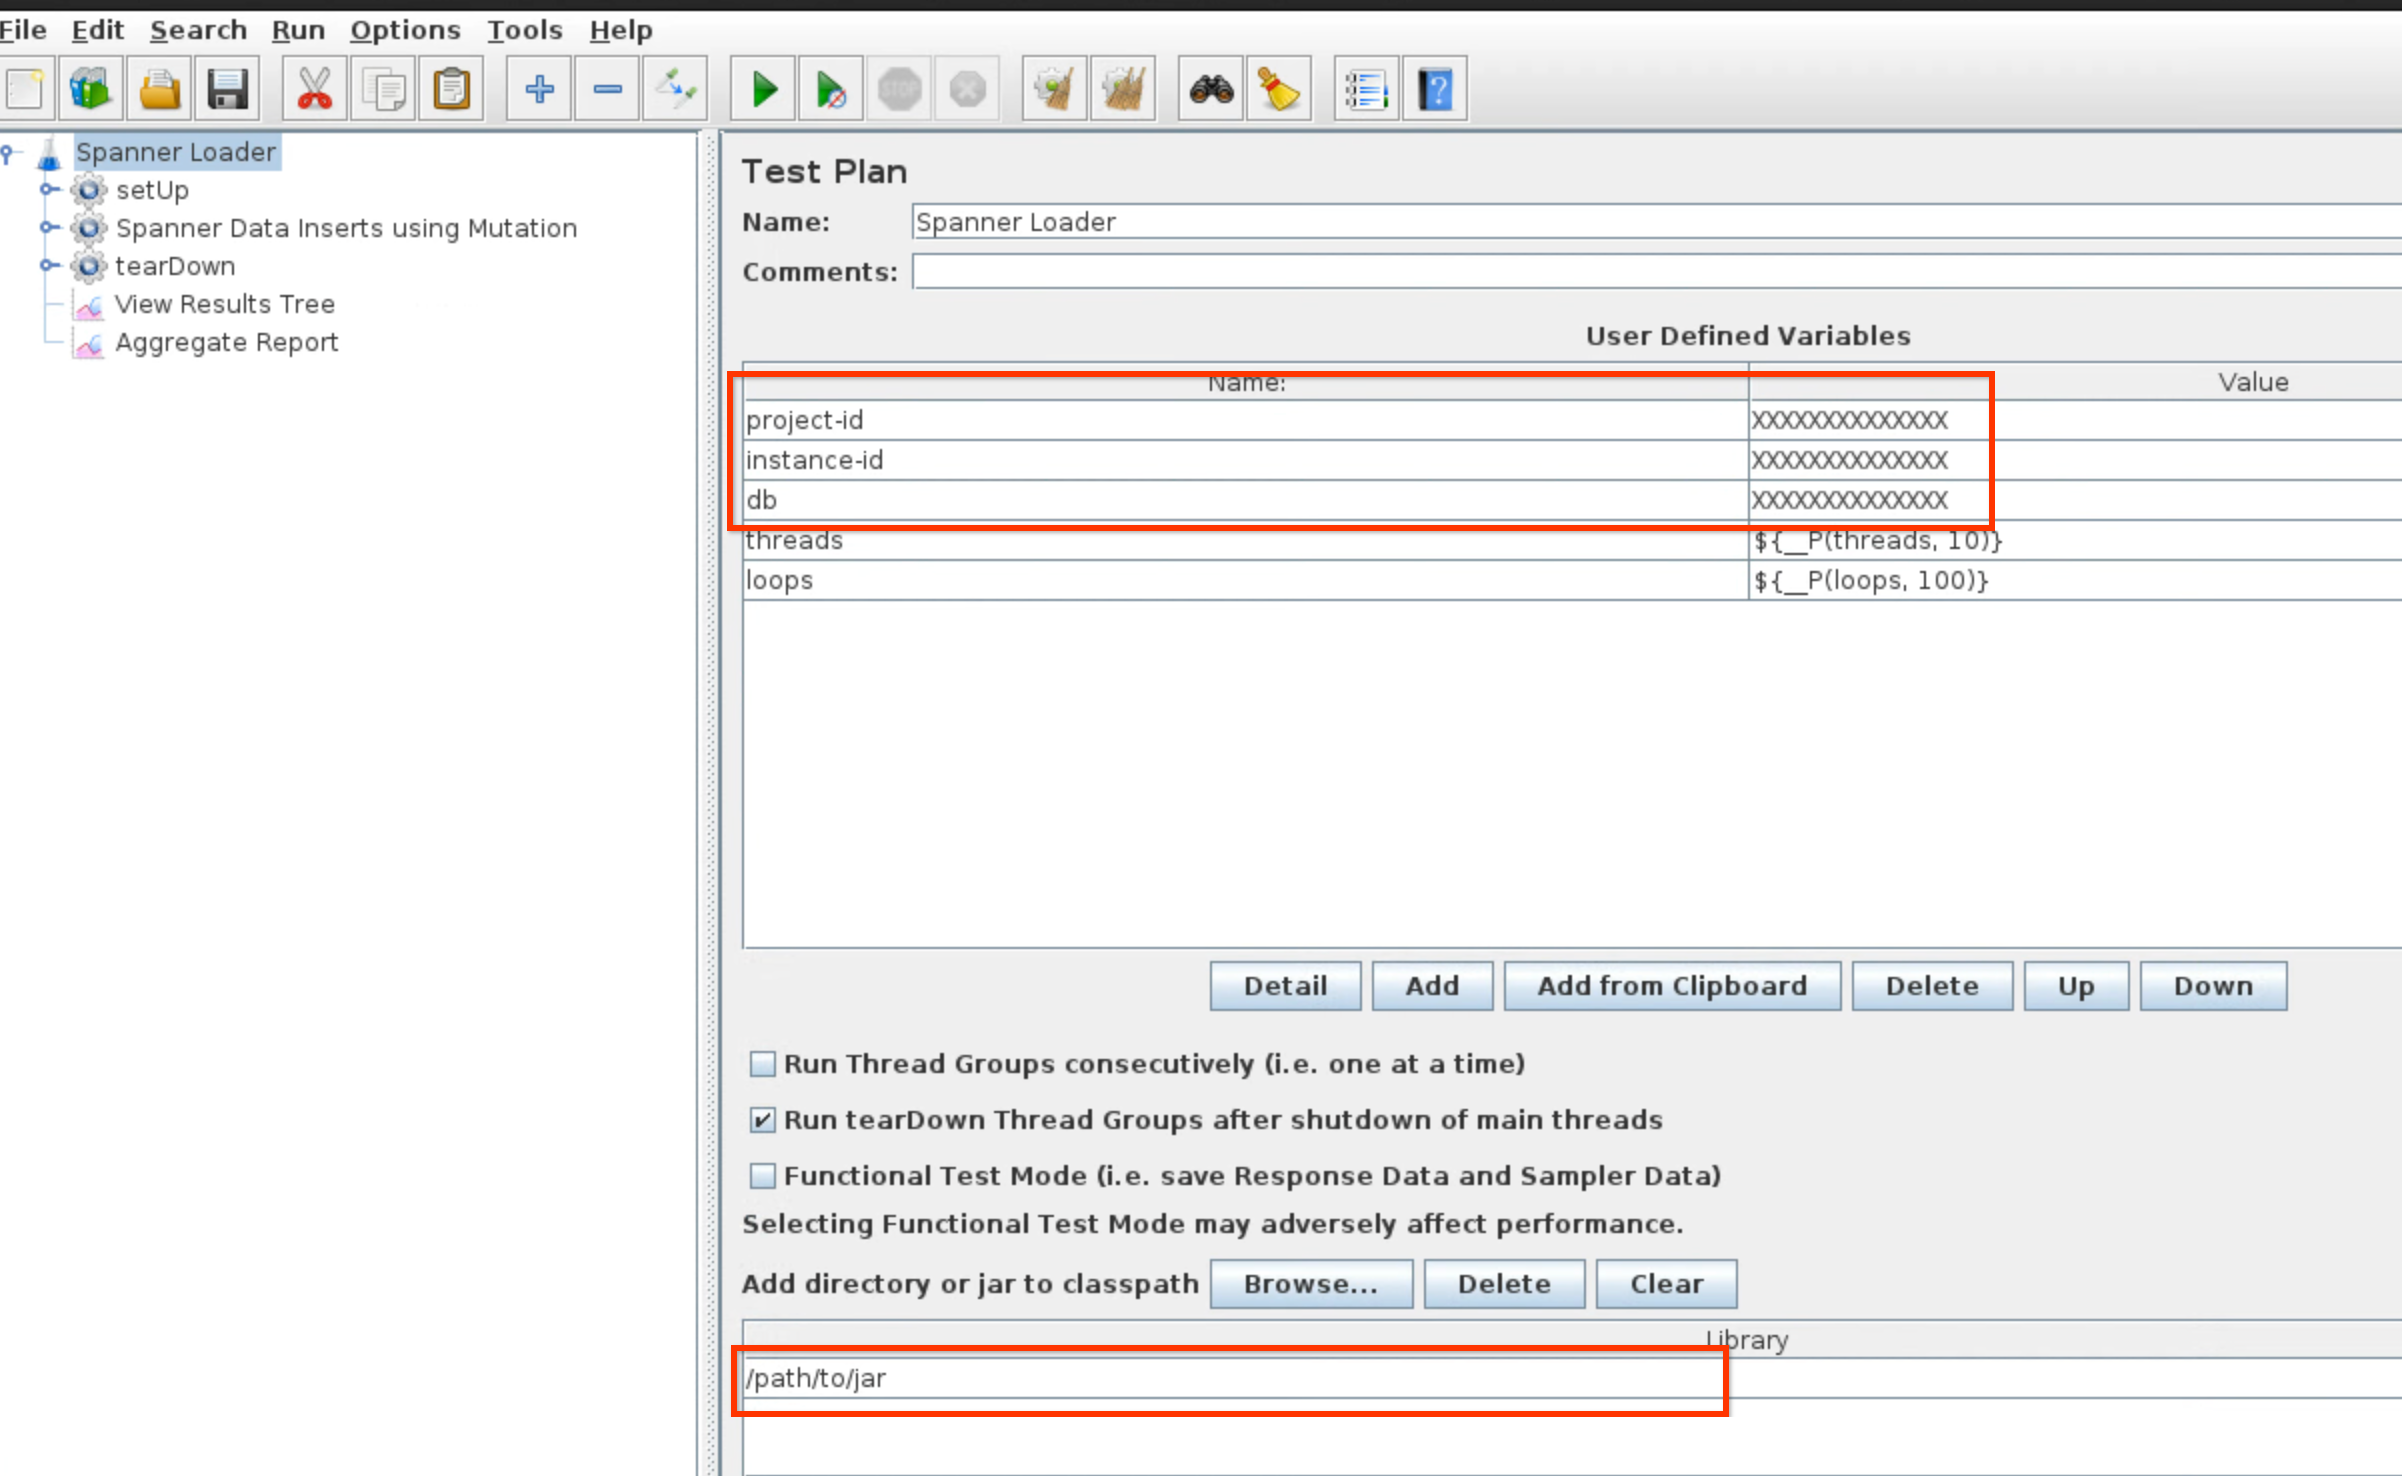 File Edit Search Run Options Tools Help
STOP
?
Spanner Loader
setUp
Spanner Data Inserts using Mutation
tearDown
View Results Tree
Aggregate Report
Test Plan
Name: Spanner Loader
Comments:
User Defined Variables
Name: Value
project-id XXXXXXXXXXXXXX
instance-id XXXXXXXXXXXXXX
db XXXXXXXXXXXXXX
threads ${__P(threads, 10)}
loops ${__P(loops, 100)}
Detail Add Add from Clipboard Delete Up Down
Run Thread Groups consecutively (i.e. one at a time)
Run tearDown Thread Groups after shutdown of main threads
Functional Test Mode (i.e. save Response Data and Sampler Data)
Selecting Functional Test Mode may adversely affect performance.
Add directory or jar to classpath Browse... Delete Clear
Library
/path/to/jar